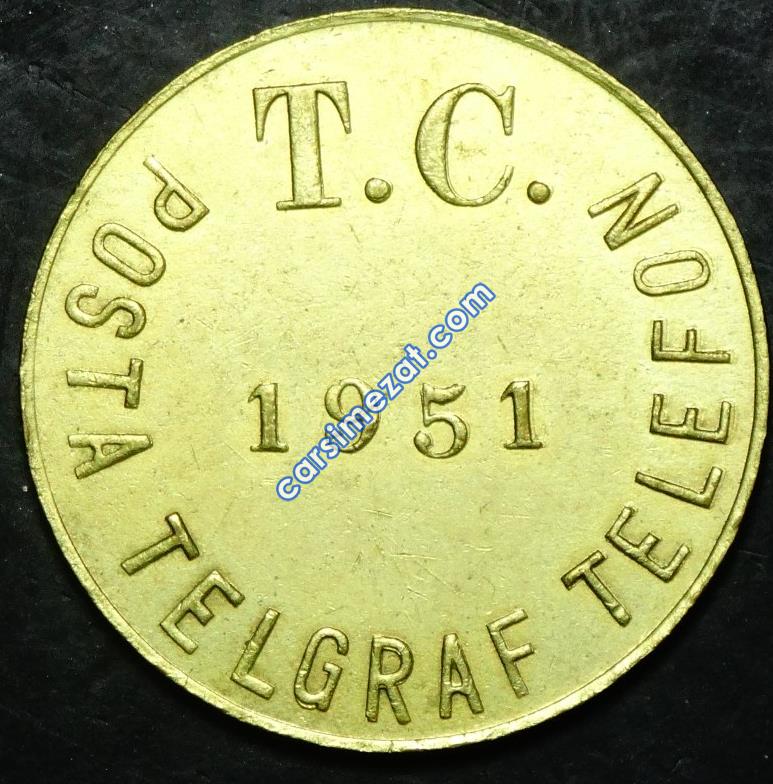 T.C.
POSTA TELGRAF TELEFON
1951
carsimezat.com